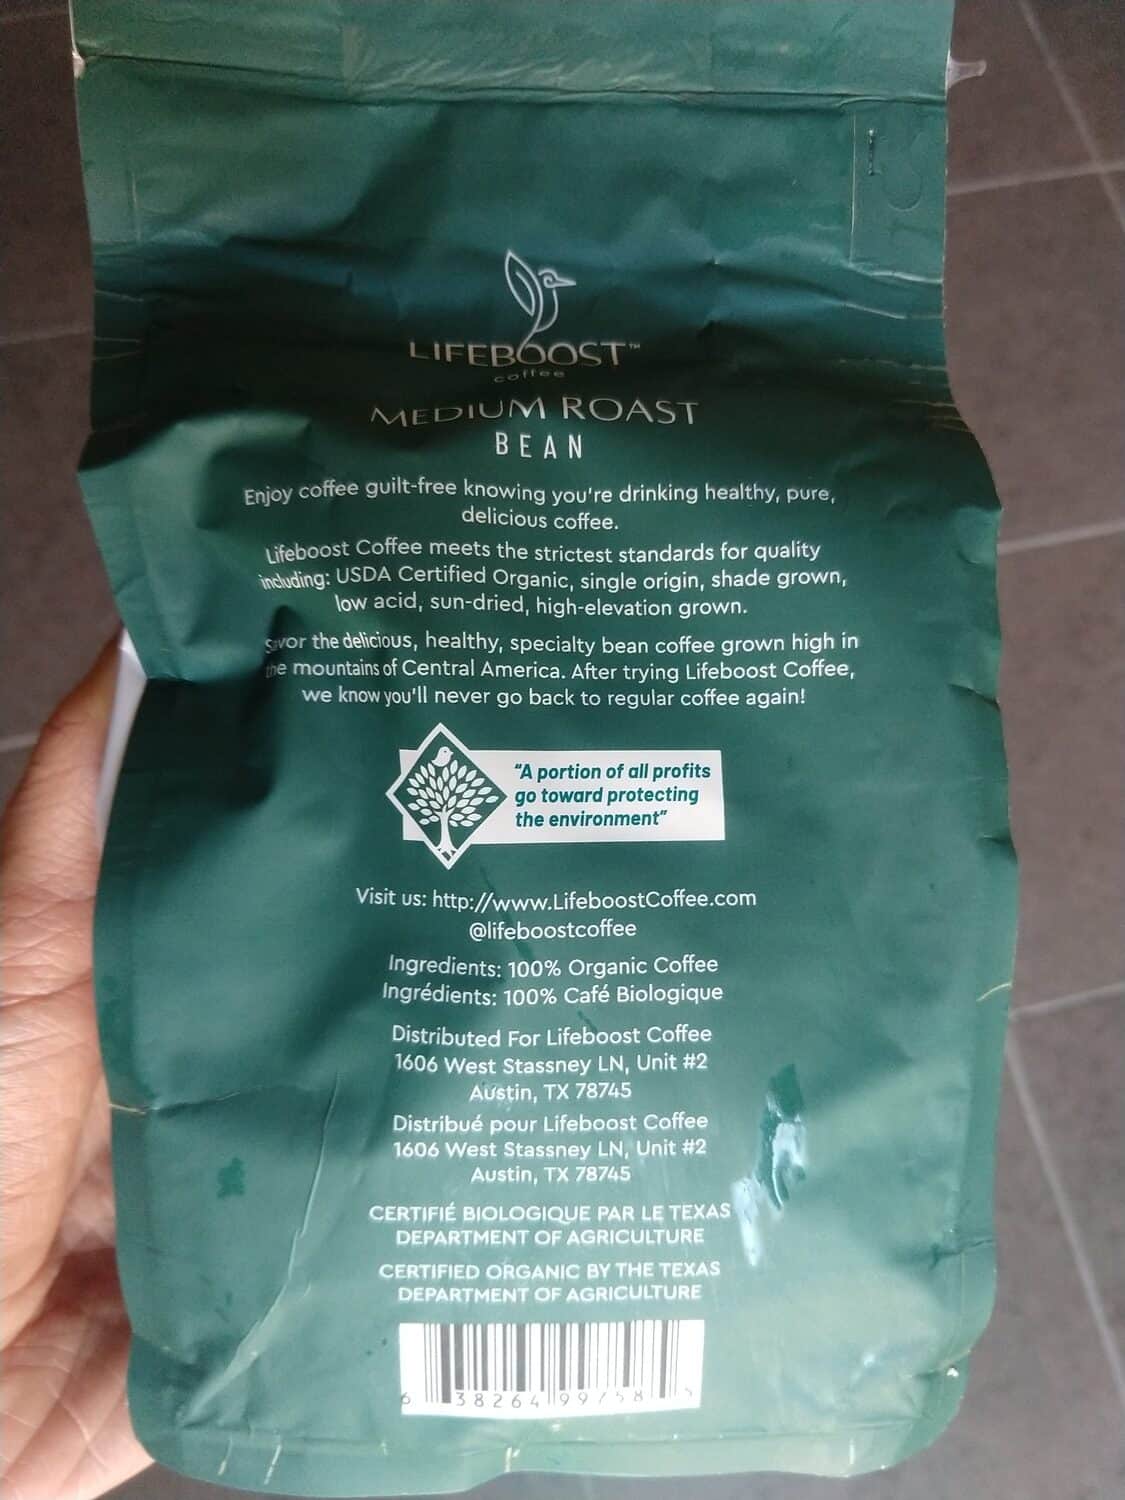 LIFEBOOST™
coffee
MEDIUM ROAST
BEAN
Enjoy coffee guilt-free knowing you're drinking healthy, pure,
delicious coffee.
Lifeboost Coffee meets the strictest standards for quality
including: USDA Certified Organic, single origin, shade grown,
low acid, sun-dried, high-elevation grown.
Savor the delicious, healthy, specialty bean coffee grown high in
the mountains of Central America. After trying Lifeboost Coffee,
we know you'll never go back to regular coffee again!
"A portion of all profits
go toward protecting
the environment"
Visit us: http://www.LifeboostCoffee.com
@lifeboostcoffee
Ingredients: 100% Organic Coffee
Ingrédients: 100% Café Biologique
Distributed For Lifeboost Coffee
1606 West Stassney LN, Unit #2
Austin, TX 78745
Distribué pour Lifeboost Coffee
1606 West Stassney LN, Unit #2
Austin, TX 78745
CERTIFIÉ BIOLOGIQUE PAR LE TEXAS
DEPARTMENT OF AGRICULTURE
CERTIFIED ORGANIC BY THE TEXAS
DEPARTMENT OF AGRICULTURE
6 38264 99758 5